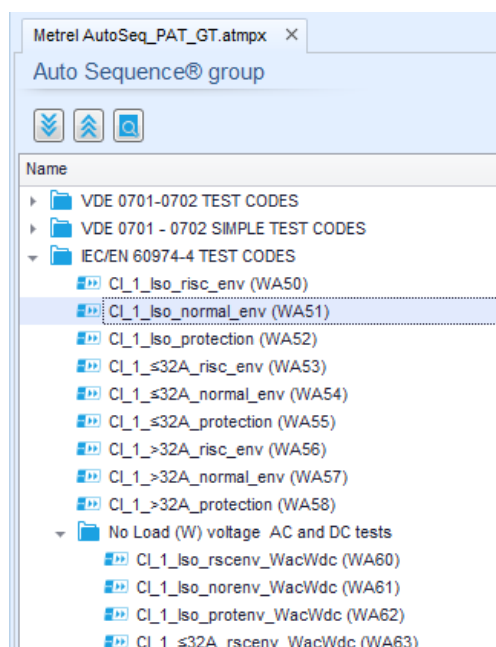 Metrel AutoSeq_PAT_GT.atmpx ×
Auto Sequence® group
Name
VDE 0701-0702 TEST CODES
VDE 0701 - 0702 SIMPLE TEST CODES
IEC/EN 60974-4 TEST CODES
Cl_1_Iso_risc_env (WA50)
Cl_1_Iso_normal_env (WA51)
Cl_1_Iso_protection (WA52)
Cl_1_≤32A_risc_env (WA53)
Cl_1_≤32A_normal_env (WA54)
Cl_1_≤32A_protection (WA55)
Cl_1_>32A_risc_env (WA56)
Cl_1_>32A_normal_env (WA57)
Cl_1_>32A_protection (WA58)
No Load (W) voltage AC and DC tests
Cl_1_Iso_rscenv_WacWdc (WA60)
Cl_1_Iso_norenv_WacWdc (WA61)
Cl_1_Iso_protenv_WacWdc (WA62)
Cl_1_≤32A_rscenv_WacWdc (WA63)